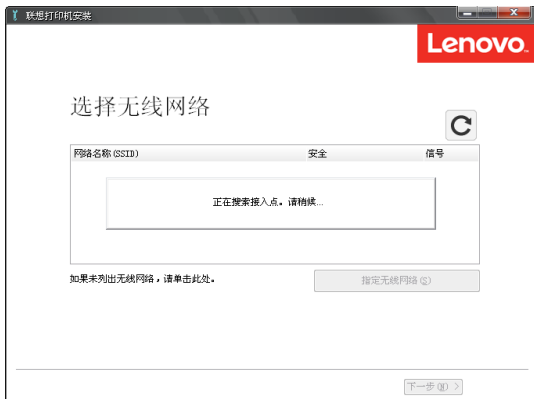 联想打印机安装
Lenovo
选择无线网络
网络名称(SSID) 安全 信号
正在搜索接入点。请稍候...
如果未列出无线网络，请单击此处。 指定无线网络(S)
下一步(N) >